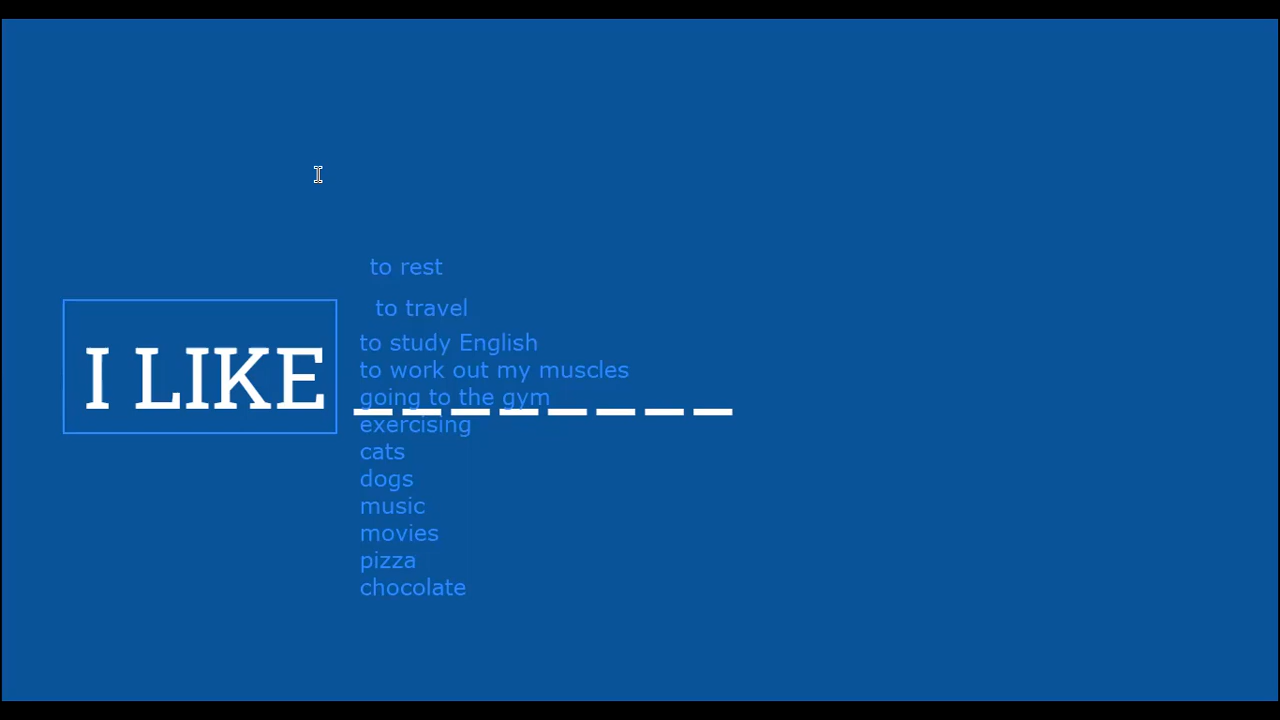 to rest
to travel
I LIKE ________
to study English
to work out my muscles
going to the gym
exercising
cats
dogs
music
movies
pizza
chocolate